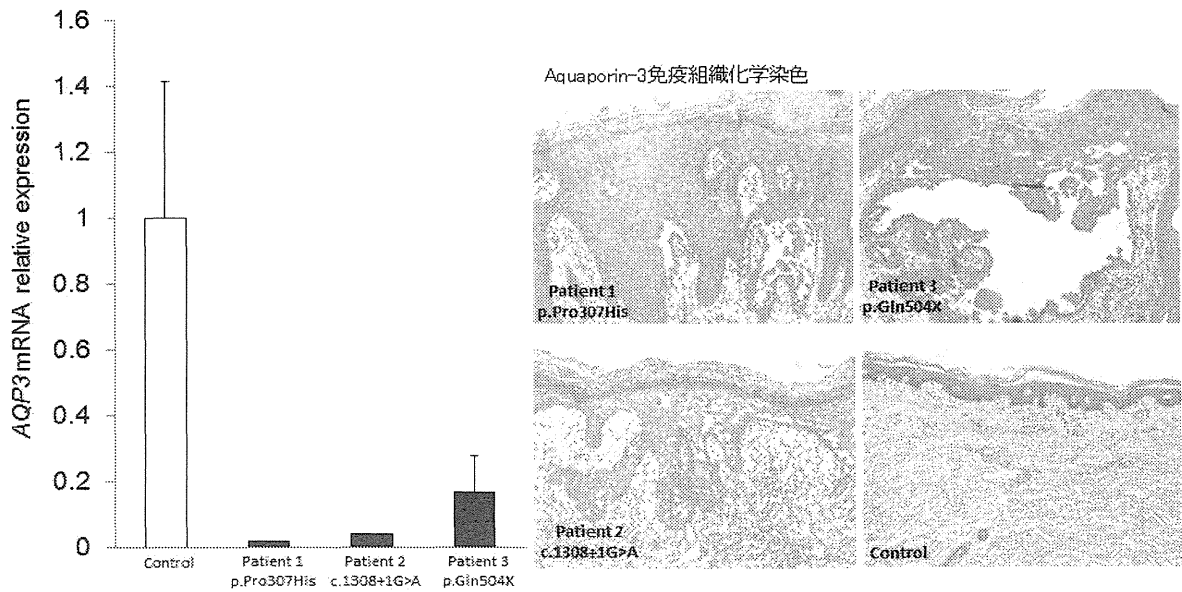 1.6
1.4
1.2
1
0.8
0.6
0.4
0.2
0
AQP3 mRNA relative expression
Control
Patient 1
p.Pro307His
Patient 2
c.1308+1G>A
Patient 3
p.Gln504X
Aquaporin-3免疫組織化学染色
Patient 1
p.Pro307His
Patient 3
p.Gln504X
Patient 2
c.1308+1G>A
Control